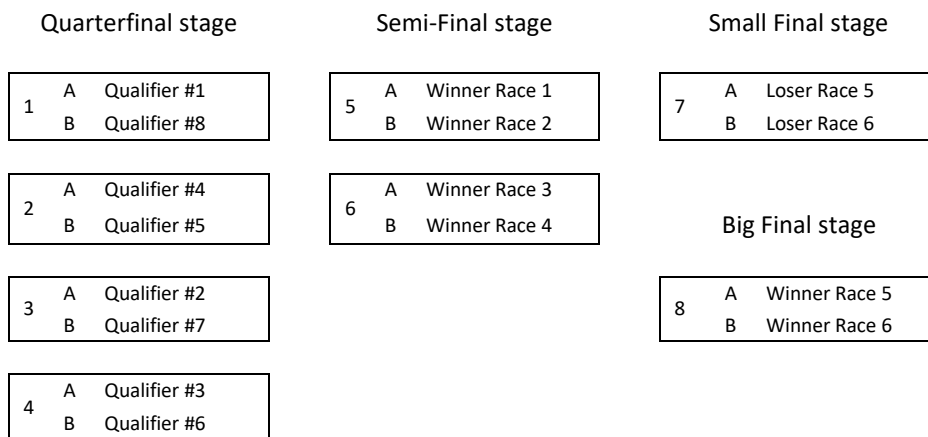 Quarterfinal stage
1
A Qualifier #1
B Qualifier #8
2
A Qualifier #4
B Qualifier #5
3
A Qualifier #2
B Qualifier #7
4
A Qualifier #3
B Qualifier #6
Semi-Final stage
5
A Winner Race 1
B Winner Race 2
6
A Winner Race 3
B Winner Race 4
Small Final stage
7
A Loser Race 5
B Loser Race 6
Big Final stage
8
A Winner Race 5
B Winner Race 6